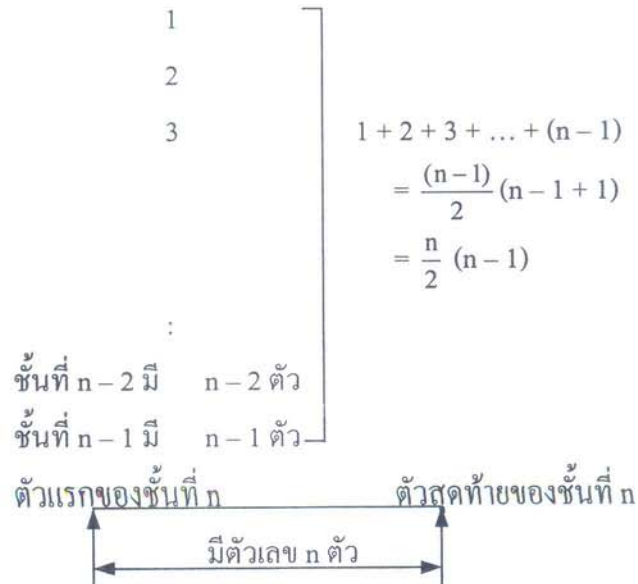 1
2
3 1 + 2 + 3 + ... + (n – 1)
= (n – 1)/2 (n – 1 + 1)
= n/2 (n – 1)
:
ชั้นที่ n – 2 มี n – 2 ตัว
ชั้นที่ n – 1 มี n – 1 ตัว
ตัวแรกของชั้นที่ n ตัวสุดท้ายของชั้นที่ n
มีตัวเลข n ตัว